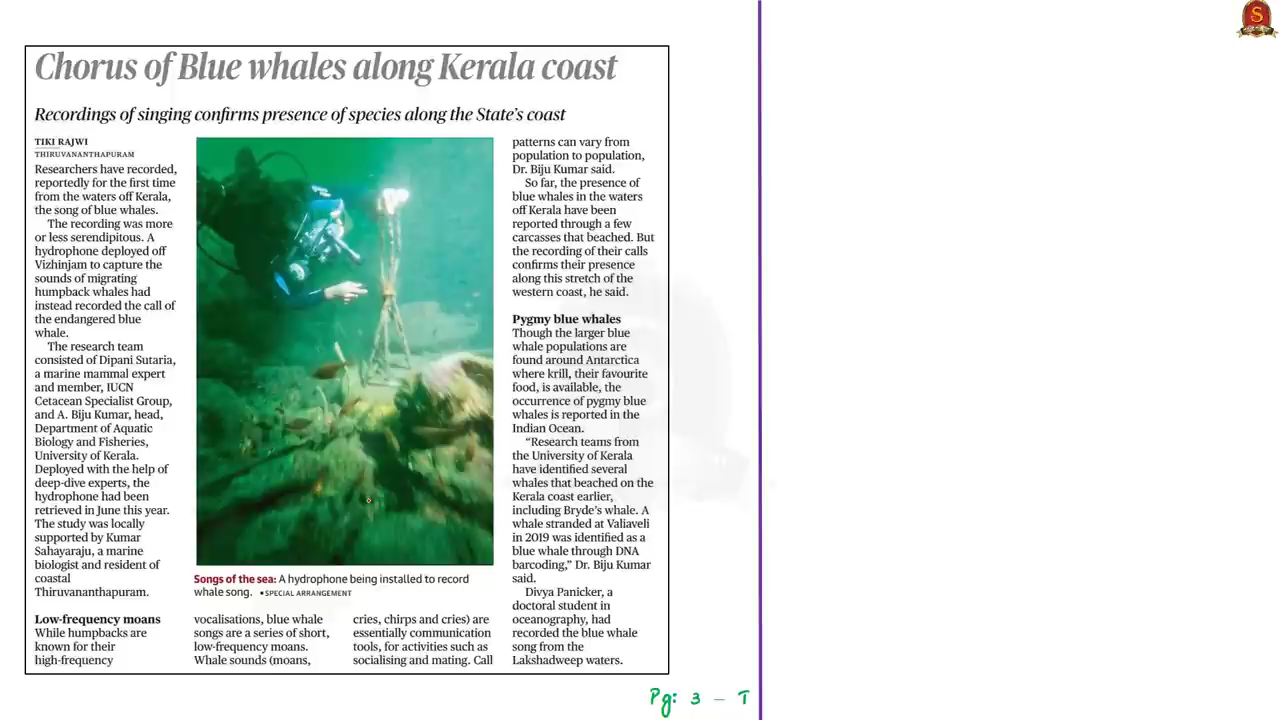 Chorus of Blue whales along Kerala coast
Recordings of singing confirms presence of species along the State's coast
TIKI RAJWI
THIRUVANANTHAPURAM
Researchers have recorded,
reportedly for the first time
from the waters off Kerala,
the song of blue whales.
The recording was more
or less serendipitous. A
hydrophone deployed off
Vizhinjam to capture the
sounds of migrating
humpback whales had
instead recorded the call of
the endangered blue
whale.
The research team
consisted of Dipani Sutaria,
a marine mammal expert
and member, IUCN
Cetacean Specialist Group,
and A. Biju Kumar, head,
Department of Aquatic
Biology and Fisheries,
University of Kerala.
Deployed with the help of
deep-dive experts, the
hydrophone had been
retrieved in June this year.
The study was locally
supported by Kumar
Sahayaraju, a marine
biologist and resident of
coastal
Thiruvananthapuram.
Low-frequency moans
While humpbacks are
known for their
high-frequency
Songs of the sea: A hydrophone being installed to record
whale song. ▪SPECIAL ARRANGEMENT
vocalisations, blue whale
songs are a series of short,
low-frequency moans.
Whale sounds (moans,
cries, chirps and cries) are
essentially communication
tools, for activities such as
socialising and mating. Call
patterns can vary from
population to population,
Dr. Biju Kumar said.
So far, the presence of
blue whales in the waters
off Kerala have been
reported through a few
carcasses that beached. But
the recording of their calls
confirms their presence
along this stretch of the
western coast, he said.
Pygmy blue whales
Though the larger blue
whale populations are
found around Antarctica
where krill, their favourite
food, is available, the
occurrence of pygmy blue
whales is reported in the
Indian Ocean.
"Research teams from
the University of Kerala
have identified several
whales that beached on the
Kerala coast earlier,
including Bryde's whale. A
whale stranded at Valiaveli
in 2019 was identified as a
blue whale through DNA
barcoding," Dr. Biju Kumar
said.
Divya Panicker, a
doctoral student in
oceanography, had
recorded the blue whale
song from the
Lakshadweep waters.
Pg: 3 - T
S